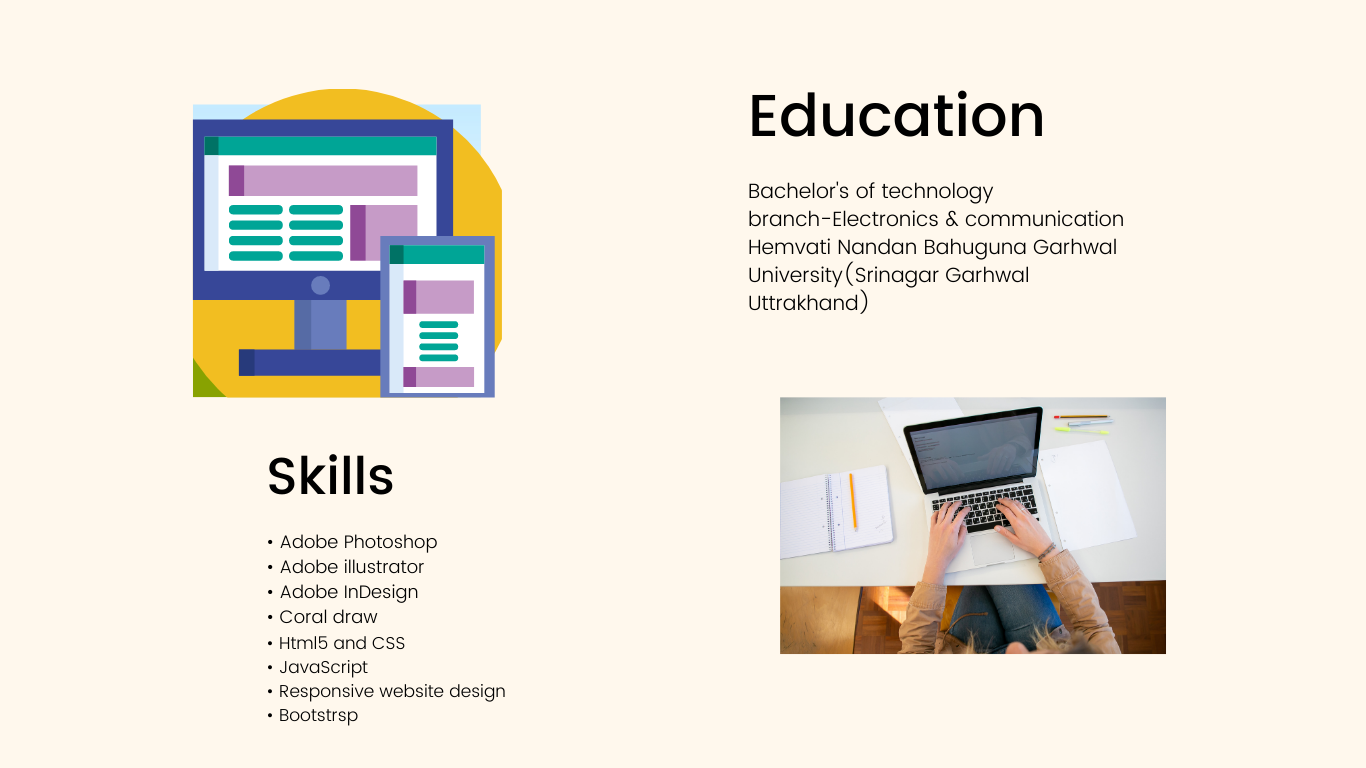 Education
Bachelor's of technology
branch-Electronics & communication
Hemvati Nandan Bahuguna Garhwal
University(Srinagar Garhwal
Uttrakhand)
Skills
• Adobe Photoshop
• Adobe illustrator
• Adobe InDesign
• Coral draw
• Html5 and CSS
• JavaScript
• Responsive website design
• Bootstrsp